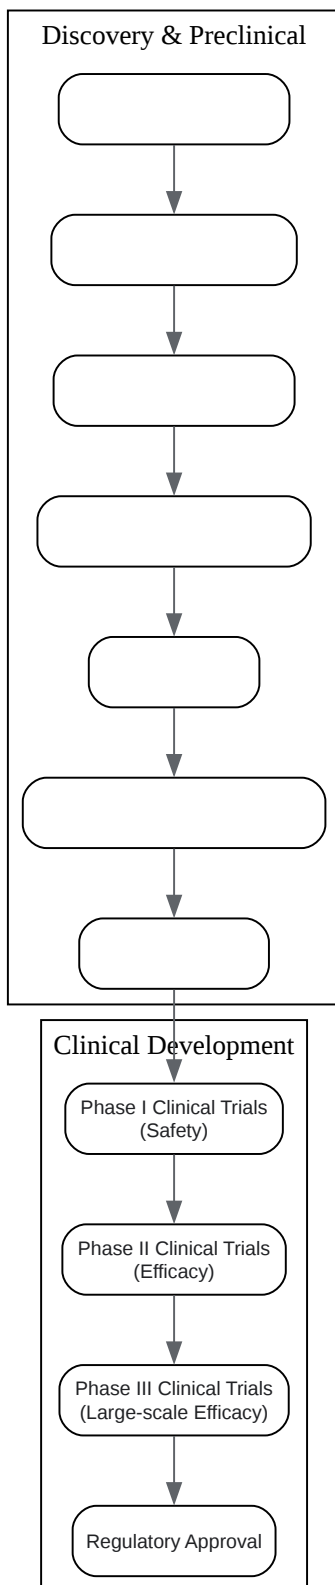 Discovery & Preclinical
Clinical Development
Phase I Clinical Trials
(Safety)
Phase II Clinical Trials
(Efficacy)
Phase III Clinical Trials
(Large-scale Efficacy)
Regulatory Approval